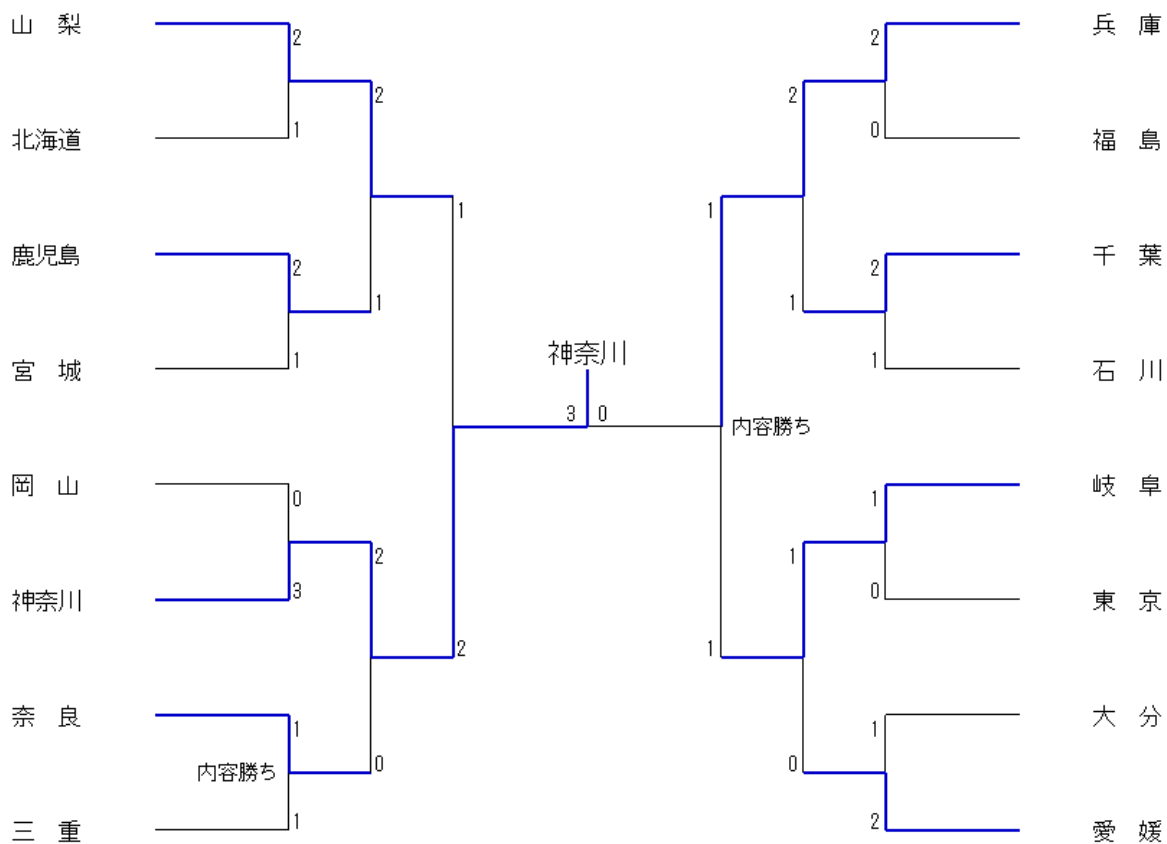 山　梨
2
2
1
北海道
1
鹿児島
2
1
宮　城
1
岡　山
0
2
神奈川
3
2
奈　良
1
内容勝ち
0
三　重
1
神奈川
3 0
兵　庫
2
2
福　島
0
1
千　葉
2
1
石　川
1
内容勝ち
岐　阜
1
1
東　京
0
1
大　分
1
0
愛　媛
2